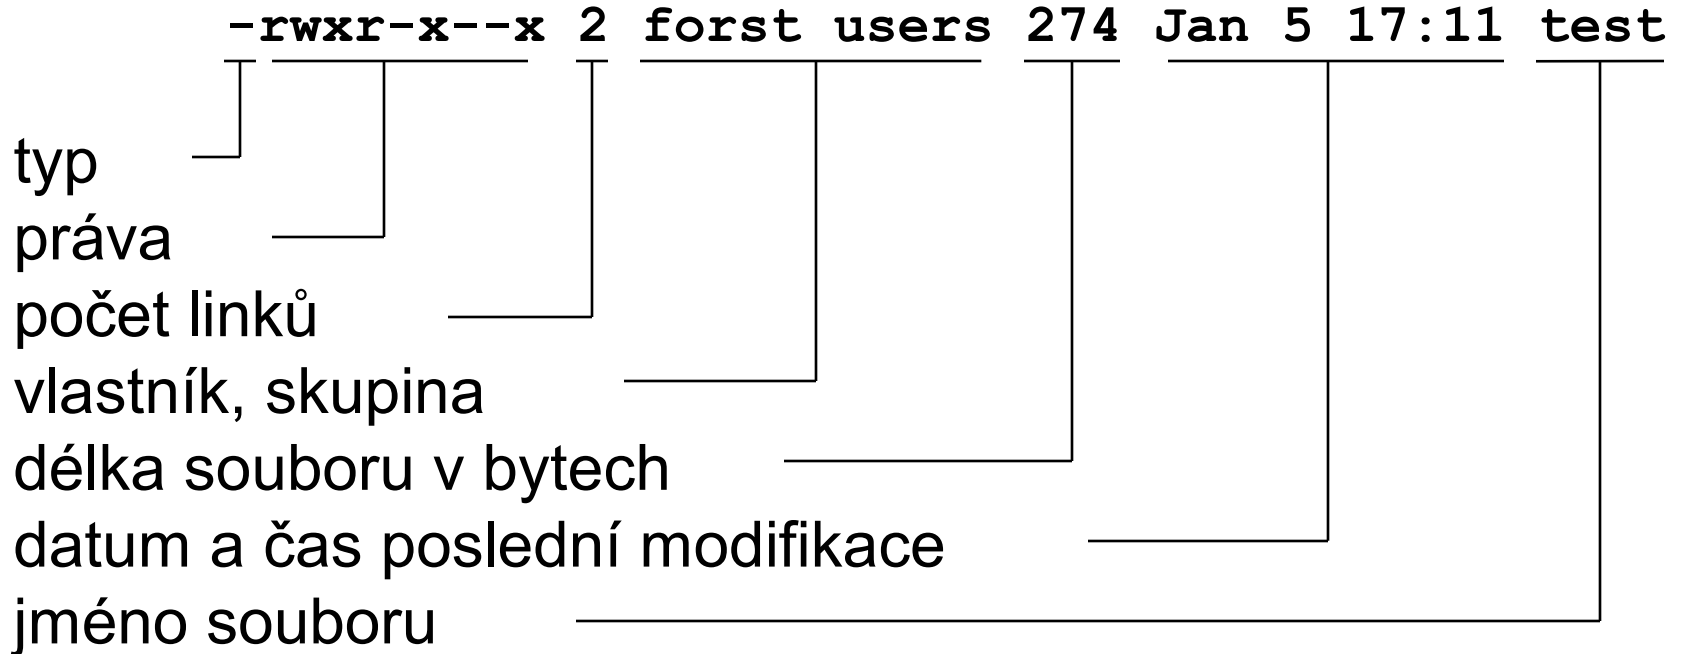 -rwxr-x--x 2 forst users 274 Jan 5 17:11 test
typ
práva
počet linků
vlastník, skupina
délka souboru v bytech
datum a čas poslední modifikace
jméno souboru